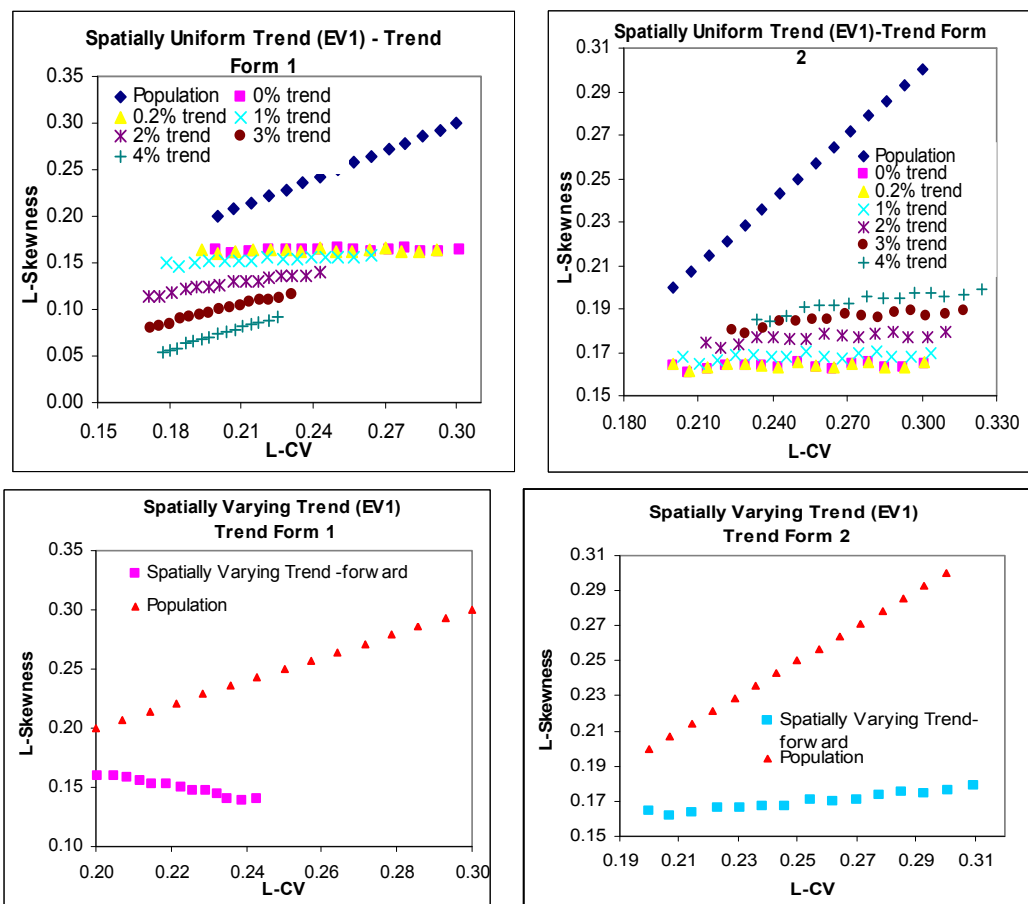 Spatially Uniform Trend (EV1) - Trend
Form 1
0.35
0.30
0.25
0.20
0.15
0.10
0.05
0.00
L-Skewness
Population
0% trend
0.2% trend
1% trend
2% trend
3% trend
4% trend
0.15
0.18
0.21
0.24
0.27
0.30
L-CV
Spatially Uniform Trend (EV1)-Trend Form
2
0.31
0.29
0.27
0.25
0.23
0.21
0.19
0.17
0.15
L-Skewness
Population
0% trend
0.2% trend
1% trend
2% trend
3% trend
4% trend
0.180
0.210
0.240
0.270
0.300
0.330
L-CV
Spatially Varying Trend (EV1)
Trend Form 1
0.35
0.30
0.25
0.20
0.15
0.10
L-Skewness
Spatially Varying Trend -forward
Population
0.20
0.22
0.24
0.26
0.28
0.30
L-CV
Spatially Varying Trend (EV1)
Trend Form 2
0.31
0.29
0.27
0.25
0.23
0.21
0.19
0.17
0.15
L-Skewness
Spatially Varying Trend-
forward
Population
0.19
0.21
0.23
0.25
0.27
0.29
0.31
L-CV